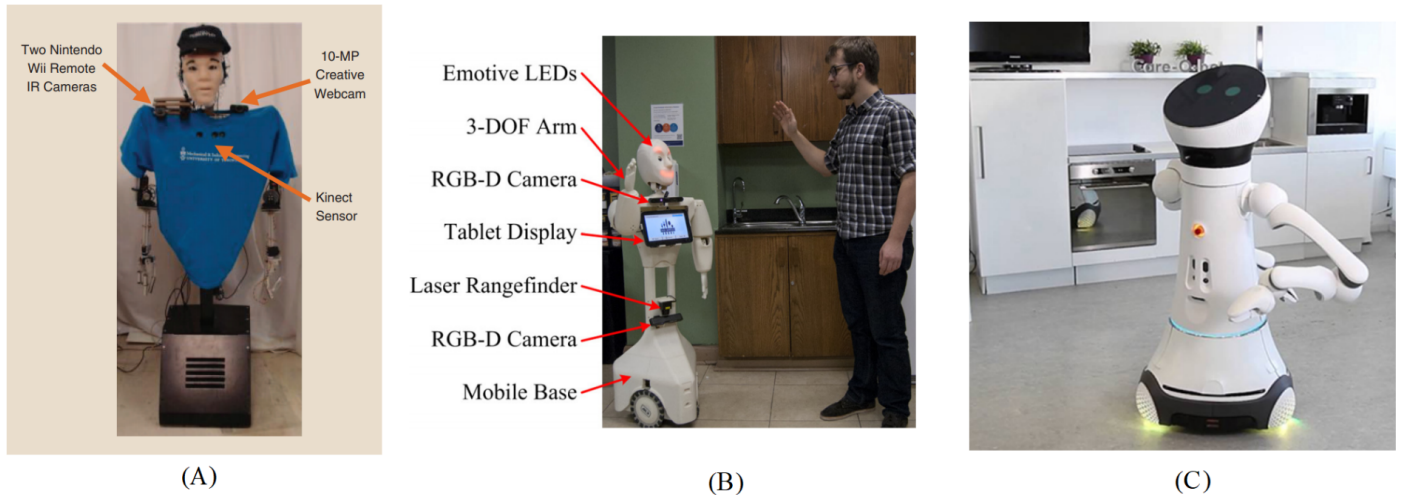 Two Nintendo
Wii Remote
IR Cameras
10-MP
Creative
Webcam
Kinect
Sensor
(A)
Emotive LEDs
3-DOF Arm
RGB-D Camera
Tablet Display
Laser Rangefinder
RGB-D Camera
Mobile Base
(B)
Care-O-bot
(C)